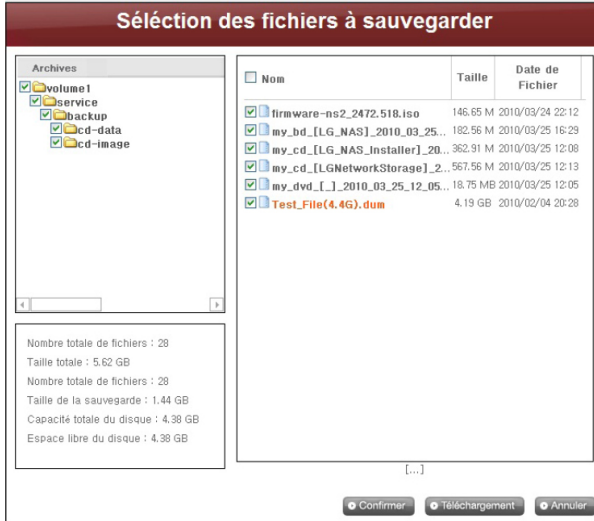 Séléction des fichiers à sauvegarder
Archives
volume1
service
backup
cd-data
cd-image
Nom Taille Date de Fichier
firmware-ns2_2472.518.iso 146.65 M 2010/03/24 22:12
my_bd_[LG_NAS]_2010_03_25... 182.56 M 2010/03/25 16:29
my_cd_[LG_NAS_Installer]_20... 362.91 M 2010/03/25 12:08
my_cd_[LGNetworkStorage]_2... 567.56 M 2010/03/25 12:13
my_dvd_[_]_2010_03_25_12_05... 18.75 MB 2010/03/25 12:05
Test_File(4.4G).dum 4.19 GB 2010/02/04 20:28
Nombre totale de fichiers : 28
Taille totale : 5.62 GB
Nombre totale de fichiers : 28
Taille de la sauvegarde : 1.44 GB
Capacité totale du disque : 4.38 GB
Espace libre du disque : 4.38 GB
[...]
Confirmer Téléchargement Annuler